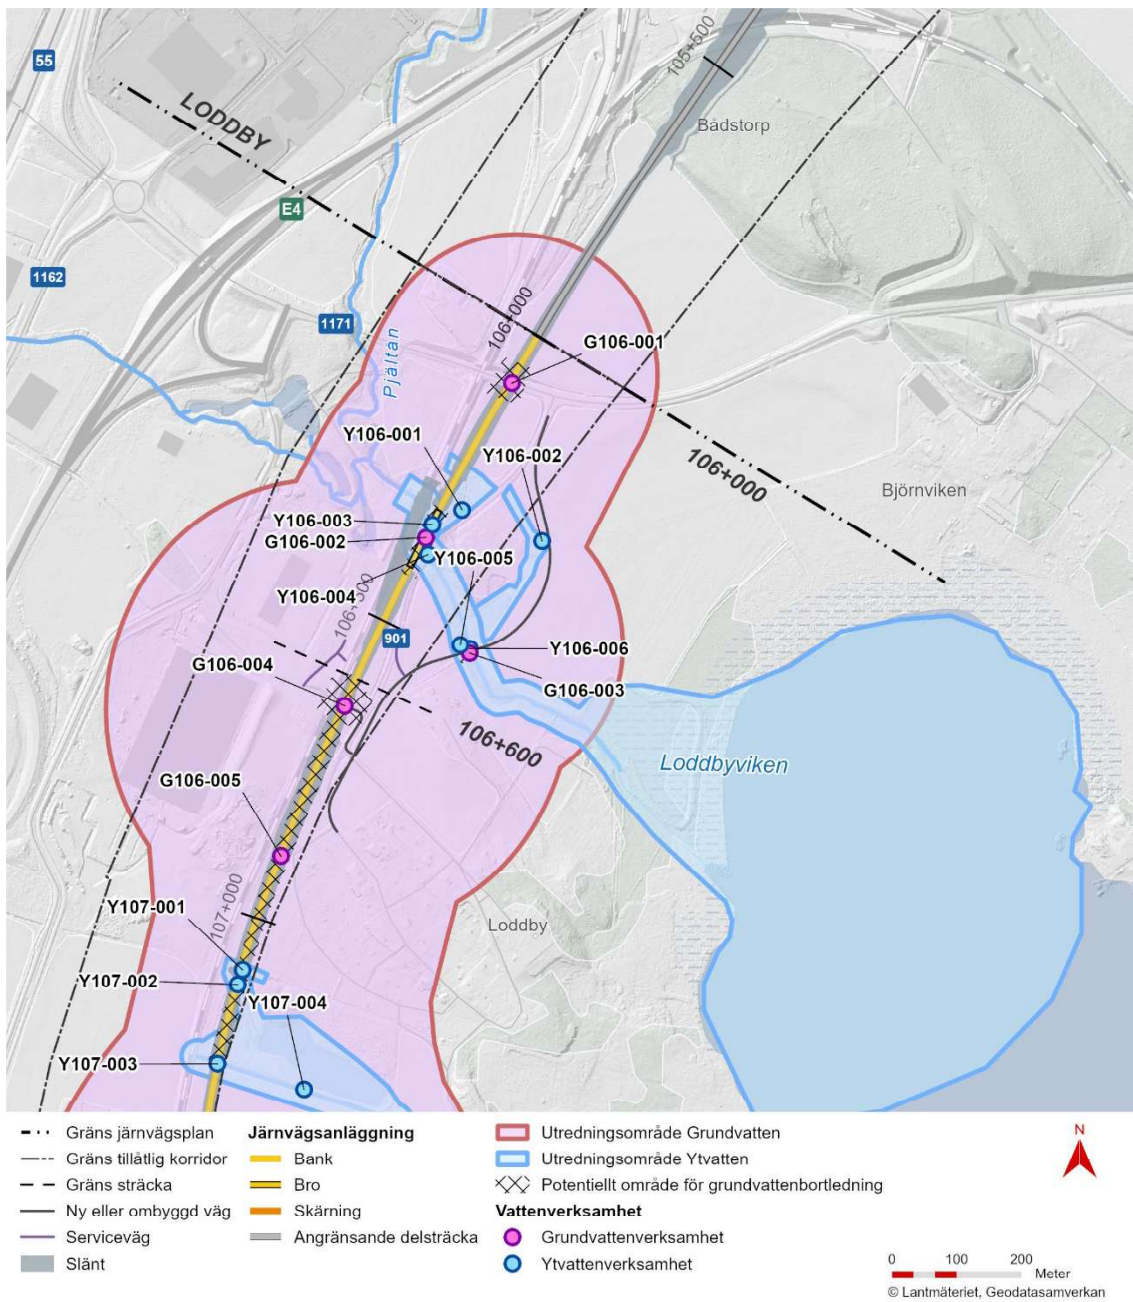 55
LODDBY
105+500
Bådstorp
E4
1162
1171
Pjältån
106+000
G106-001
Y106-001
Y106-002
106+000
Björnviken
Y106-003
G106-002
Y106-005
Y106-004
106+500
901
Y106-006
G106-004
G106-003
106+600
Loddbyviken
G106-005
107+000
Y107-001
Loddby
Y107-002
Y107-004
Y107-003
Gräns järnvägsplan
Gräns tillåtlig korridor
Gräns sträcka
Ny eller ombyggd väg
Serviceväg
Slänt
Järnvägsanläggning
Bank
Bro
Skärning
Angränsande delsträcka
Utredningsområde Grundvatten
Utredningsområde Ytvatten
Potentiellt område för grundvattenbortledning
Vattenverksamhet
Grundvattenverksamhet
Ytvattenverksamhet
N
0 100 200
Meter
© Lantmäteriet, Geodatasamverkan